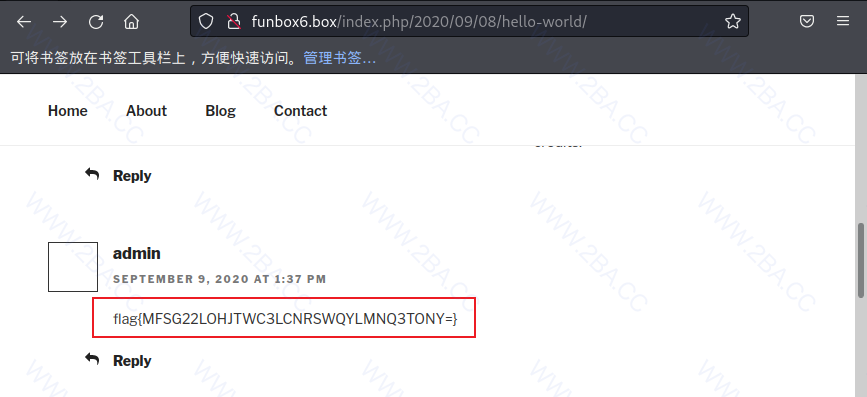 funbox6.box/index.php/2020/09/08/hello-world/
可将书签放在书签工具栏上，方便快速访问。管理书签…
Home About Blog Contact
Reply
admin
SEPTEMBER 9, 2020 AT 1:37 PM
flag{MFSG22LOHJTWC3LCNRSWQYLMNQ3TONY=}
Reply
WWW.2BA.CC